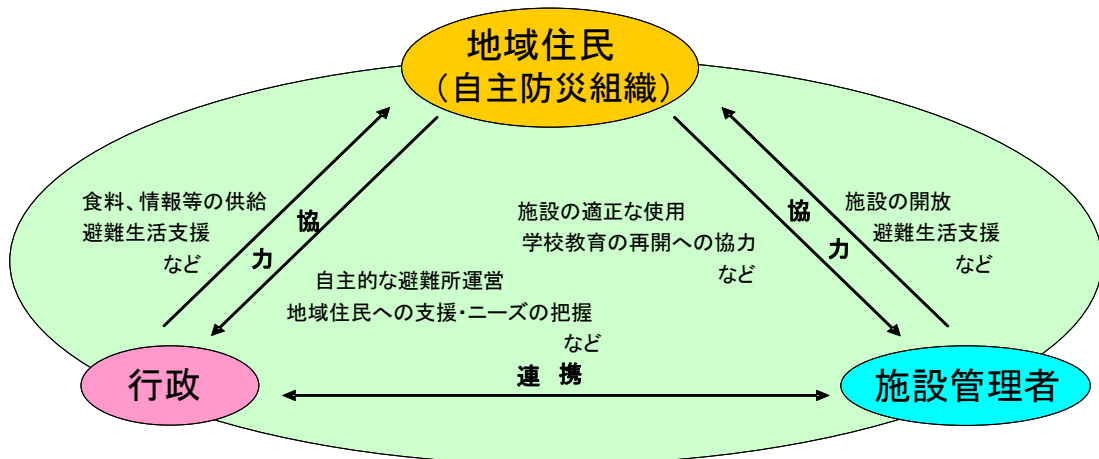 地域住民
（自主防災組織）
食料、情報等の供給
避難生活支援
など
協
力
自主的な避難所運営
地域住民への支援・ニーズの把握
など
施設の適正な使用
学校教育の再開への協力
など
協
力
施設の開放
避難生活支援
など
行政
連携
施設管理者